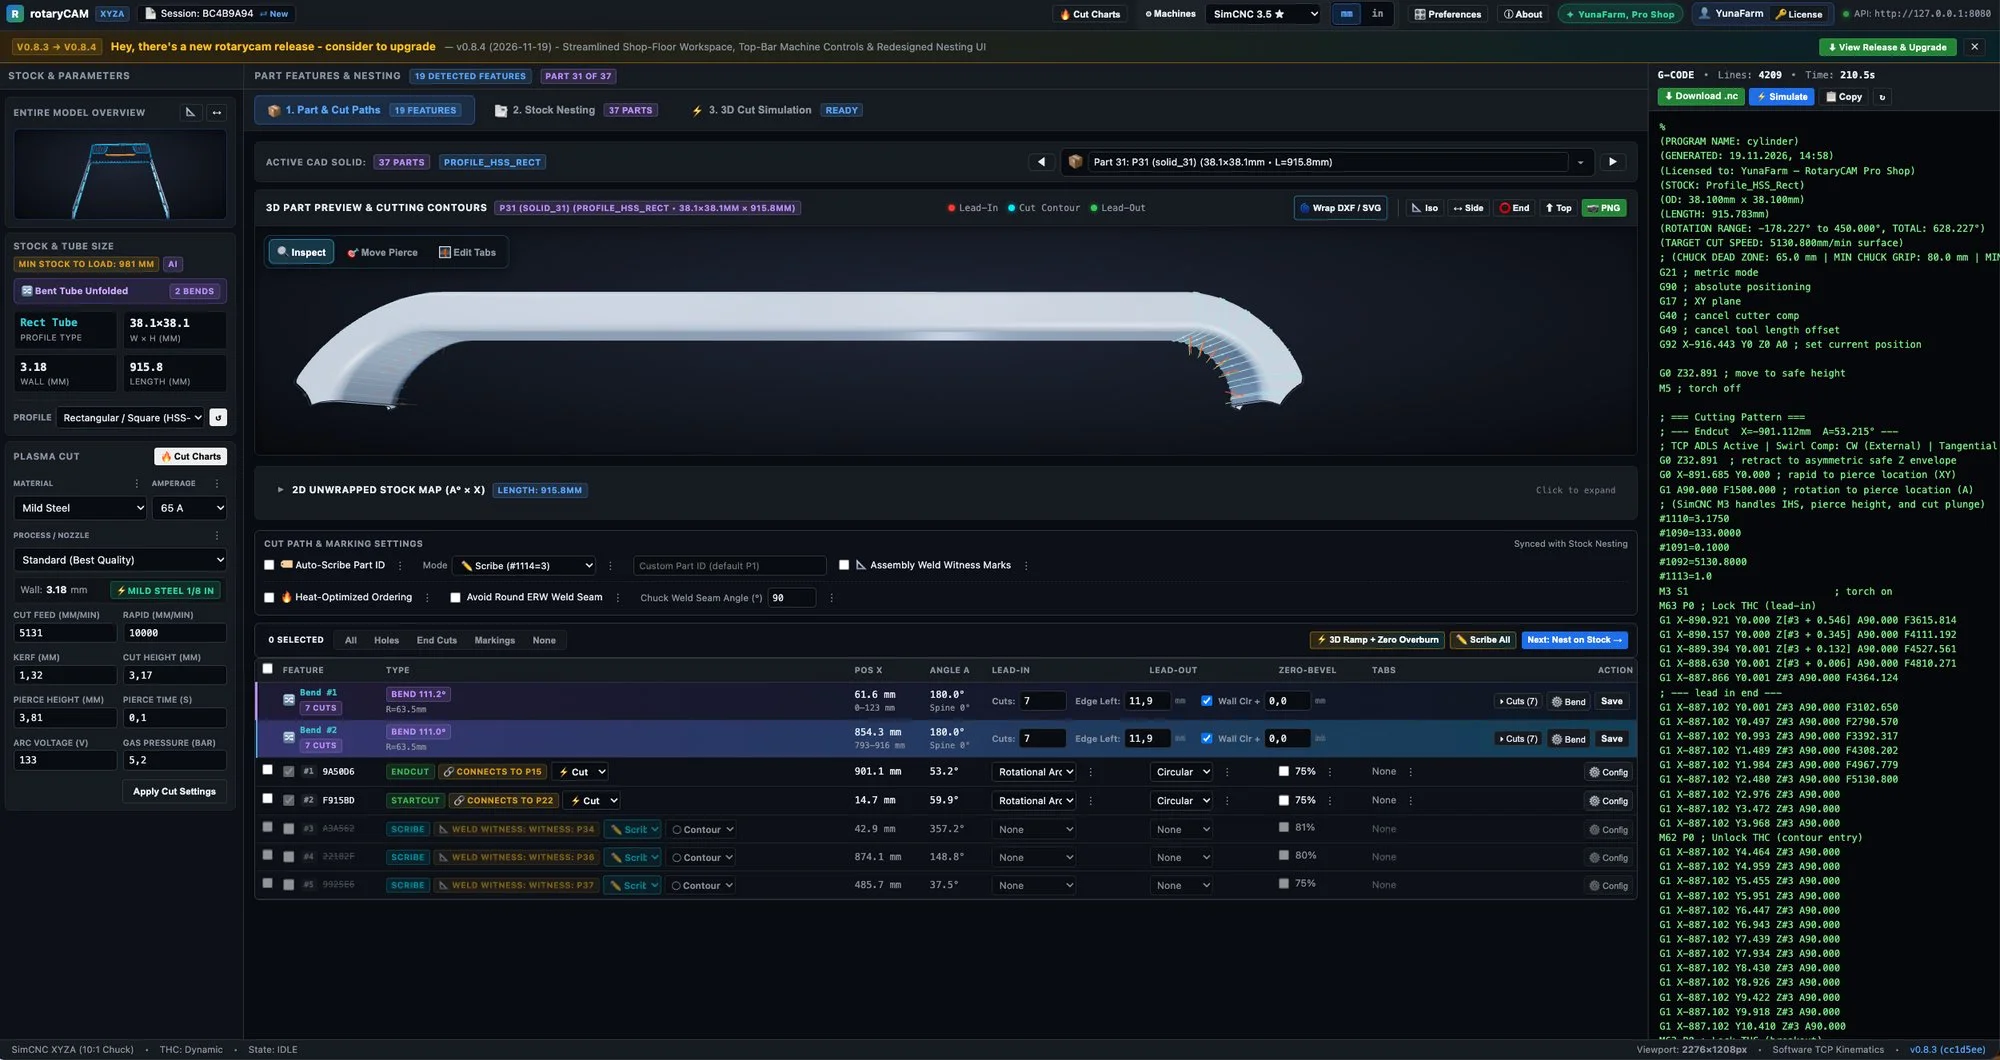 R rotaryCAM XYZA Session: BC4B9A94 ⇌ New Cut Charts Machines SimCNC 3.5 ★ mm in Preferences About + YunaFarm, Pro Shop YunaFarm License API: http://127.0.0.1:8080
V0.8.3 → V0.8.4 Hey, there's a new rotarycam release - consider to upgrade — v0.8.4 (2026-11-19) - Streamlined Shop-Floor Workspace, Top-Bar Machine Controls & Redesigned Nesting UI View Release & Upgrade ✕
STOCK & PARAMETERS
ENTIRE MODEL OVERVIEW
STOCK & TUBE SIZE
MIN STOCK TO LOAD: 981 MM AI
Bent Tube Unfolded 2 BENDS
Rect Tube 38.1×38.1
PROFILE TYPE W × H (MM)
3.18 915.8
WALL (MM) LENGTH (MM)
PROFILE Rectangular / Square (HSS-
PLASMA CUT Cut Charts
MATERIAL AMPERAGE
Mild Steel 65 A
PROCESS / NOZZLE
Standard (Best Quality)
Wall: 3.18 mm ⚡MILD STEEL 1/8 IN
CUT FEED (MM/MIN) RAPID (MM/MIN)
5131 10000
KERF (MM) CUT HEIGHT (MM)
1,32 3,17
PIERCE HEIGHT (MM) PIERCE TIME (S)
3,81 0,1
ARC VOLTAGE (V) GAS PRESSURE (BAR)
133 5,2
Apply Cut Settings
PART FEATURES & NESTING 19 DETECTED FEATURES PART 31 OF 37
1. Part & Cut Paths 19 FEATURES 2. Stock Nesting 37 PARTS ⚡ 3. 3D Cut Simulation READY
ACTIVE CAD SOLID: 37 PARTS PROFILE_HSS_RECT ◀ Part 31: P31 (solid_31) (38.1×38.1mm • L=915.8mm) ▶
3D PART PREVIEW & CUTTING CONTOURS P31 (SOLID_31) (PROFILE_HSS_RECT • 38.1×38.1MM × 915.8MM) Lead-In Cut Contour Lead-Out Wrap DXF / SVG Iso Side End Top PNG
Inspect Move Pierce Edit Tabs
2D UNWRAPPED STOCK MAP (A° × X) LENGTH: 915.8MM Click to expand
CUT PATH & MARKING SETTINGS Synced with Stock Nesting
Auto-Scribe Part ID Mode Scribe (#1114=3) Custom Part ID (default P1) Assembly Weld Witness Marks
Heat-Optimized Ordering Avoid Round ERW Weld Seam Chuck Weld Seam Angle (°) 90
0 SELECTED All Holes End Cuts Markings None ⚡ 3D Ramp + Zero Overburn Scribe All Next: Nest on Stock →
FEATURE TYPE POS X ANGLE A LEAD-IN LEAD-OUT ZERO-BEVEL TABS ACTION
Bend #1 BEND 111.2° 61.6 mm 180.0° Cuts: 7 Edge Left: 11,9 mm Wall Clr + 0,0 mm Cuts (7) Bend Save
7 CUTS R=63.5mm 0–123 mm Spine 0°
Bend #2 BEND 111.0° 854.3 mm 180.0° Cuts: 7 Edge Left: 11,9 mm Wall Clr + 0,0 mm Cuts (7) Bend Save
7 CUTS R=63.5mm 793–916 mm Spine 0°
#1 9A50D6 ENDCUT CONNECTS TO P15 ⚡ Cut 901.1 mm 53.2° Rotational Arc Circular 75% None Config
#2 F915BD STARTCUT CONNECTS TO P22 ⚡ Cut 14.7 mm 59.9° Rotational Arc Circular 75% None Config
#3 A3A562 SCRIBE WELD WITNESS: WITNESS: P34 Scrit Contour 42.9 mm 357.2° None None 81% None Config
#4 22182F SCRIBE WELD WITNESS: WITNESS: P36 Scrit Contour 874.1 mm 148.8° None None 80% None Config
#5 9925E6 SCRIBE WELD WITNESS: WITNESS: P37 Scrit Contour 485.7 mm 37.5° None None 75% None Config
G-CODE • Lines: 4209 • Time: 210.5s
Download .nc ⚡ Simulate Copy ↻
%
(PROGRAM NAME: cylinder)
(GENERATED: 19.11.2026, 14:58)
(Licensed to: YunaFarm – RotaryCAM Pro Shop)
(STOCK: Profile_HSS_Rect)
(OD: 38.100mm x 38.100mm)
(LENGTH: 915.783mm)
(ROTATION RANGE: -178.227° to 450.000°, TOTAL: 628.227°)
(TARGET CUT SPEED: 5130.800mm/min surface)
; (CHUCK DEAD ZONE: 65.0 mm | MIN CHUCK GRIP: 80.0 mm | MIN
G21 ; metric mode
G90 ; absolute positioning
G17 ; XY plane
G40 ; cancel cutter comp
G49 ; cancel tool length offset
G92 X-916.443 Y0 Z0 A0 ; set current position
G0 Z32.891 ; move to safe height
M5 ; torch off
; === Cutting Pattern ===
; --- Endcut X=-901.112mm A=53.215° ---
; TCP ADLS Active | Swirl Comp: CW (External) | Tangential
G0 Z32.891 ; retract to asymmetric safe Z envelope
G0 X-891.685 Y0.000 ; rapid to pierce location (XY)
G1 A90.000 F1500.000 ; rotation to pierce location (A)
; (SimCNC M3 handles IHS, pierce height, and cut plunge)
#1110=3.1750
#1090=133.0000
#1091=0.1000
#1092=5130.8000
#1113=1.0
M3 S1 ; torch on
M63 P0 ; Lock THC (lead-in)
G1 X-890.921 Y0.000 Z[#3 + 0.546] A90.000 F3615.814
G1 X-890.157 Y0.000 Z[#3 + 0.345] A90.000 F4111.192
G1 X-889.394 Y0.001 Z[#3 + 0.132] A90.000 F4527.561
G1 X-888.630 Y0.001 Z[#3 + 0.006] A90.000 F4810.271
G1 X-887.866 Y0.001 Z#3 A90.000 F4364.124
; --- lead in end ---
G1 X-887.102 Y0.001 Z#3 A90.000 F3102.650
G1 X-887.102 Y0.497 Z#3 A90.000 F2790.570
G1 X-887.102 Y0.993 Z#3 A90.000 F3392.317
G1 X-887.102 Y1.489 Z#3 A90.000 F4308.202
G1 X-887.102 Y1.984 Z#3 A90.000 F4967.779
G1 X-887.102 Y2.480 Z#3 A90.000 F5130.800
G1 X-887.102 Y2.976 Z#3 A90.000
G1 X-887.102 Y3.472 Z#3 A90.000
G1 X-887.102 Y3.968 Z#3 A90.000
M62 P0 ; Unlock THC (contour entry)
G1 X-887.102 Y4.464 Z#3 A90.000
G1 X-887.102 Y4.959 Z#3 A90.000
G1 X-887.102 Y5.455 Z#3 A90.000
G1 X-887.102 Y5.951 Z#3 A90.000
G1 X-887.102 Y6.447 Z#3 A90.000
G1 X-887.102 Y6.943 Z#3 A90.000
G1 X-887.102 Y7.439 Z#3 A90.000
G1 X-887.102 Y7.934 Z#3 A90.000
G1 X-887.102 Y8.430 Z#3 A90.000
G1 X-887.102 Y8.926 Z#3 A90.000
G1 X-887.102 Y9.422 Z#3 A90.000
G1 X-887.102 Y9.918 Z#3 A90.000
G1 X-887.102 Y10.410 Z#3 A90.000
SimCNC XYZA (10:1 Chuck) • THC: Dynamic • State: IDLE Viewport: 2276×1208px • Software TCP Kinematics • v0.8.3 (cc1d5ee)